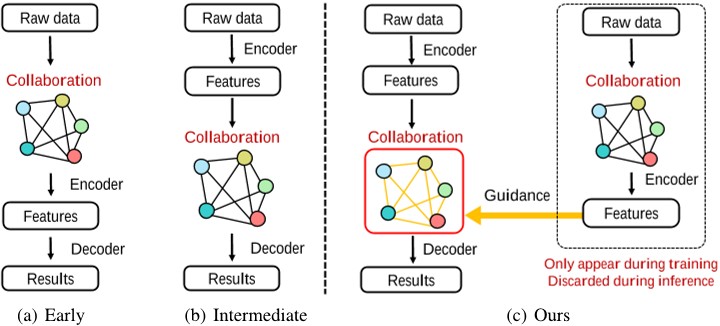 Raw data
Collaboration
Encoder
Features
Decoder
Results
(a) Early
Raw data
Encoder
Features
Collaboration
Decoder
Results
(b) Intermediate
Raw data
Encoder
Features
Collaboration
Guidance
Decoder
Results
Raw data
Collaboration
Encoder
Features
Only appear during training
Discarded during inference
(c) Ours